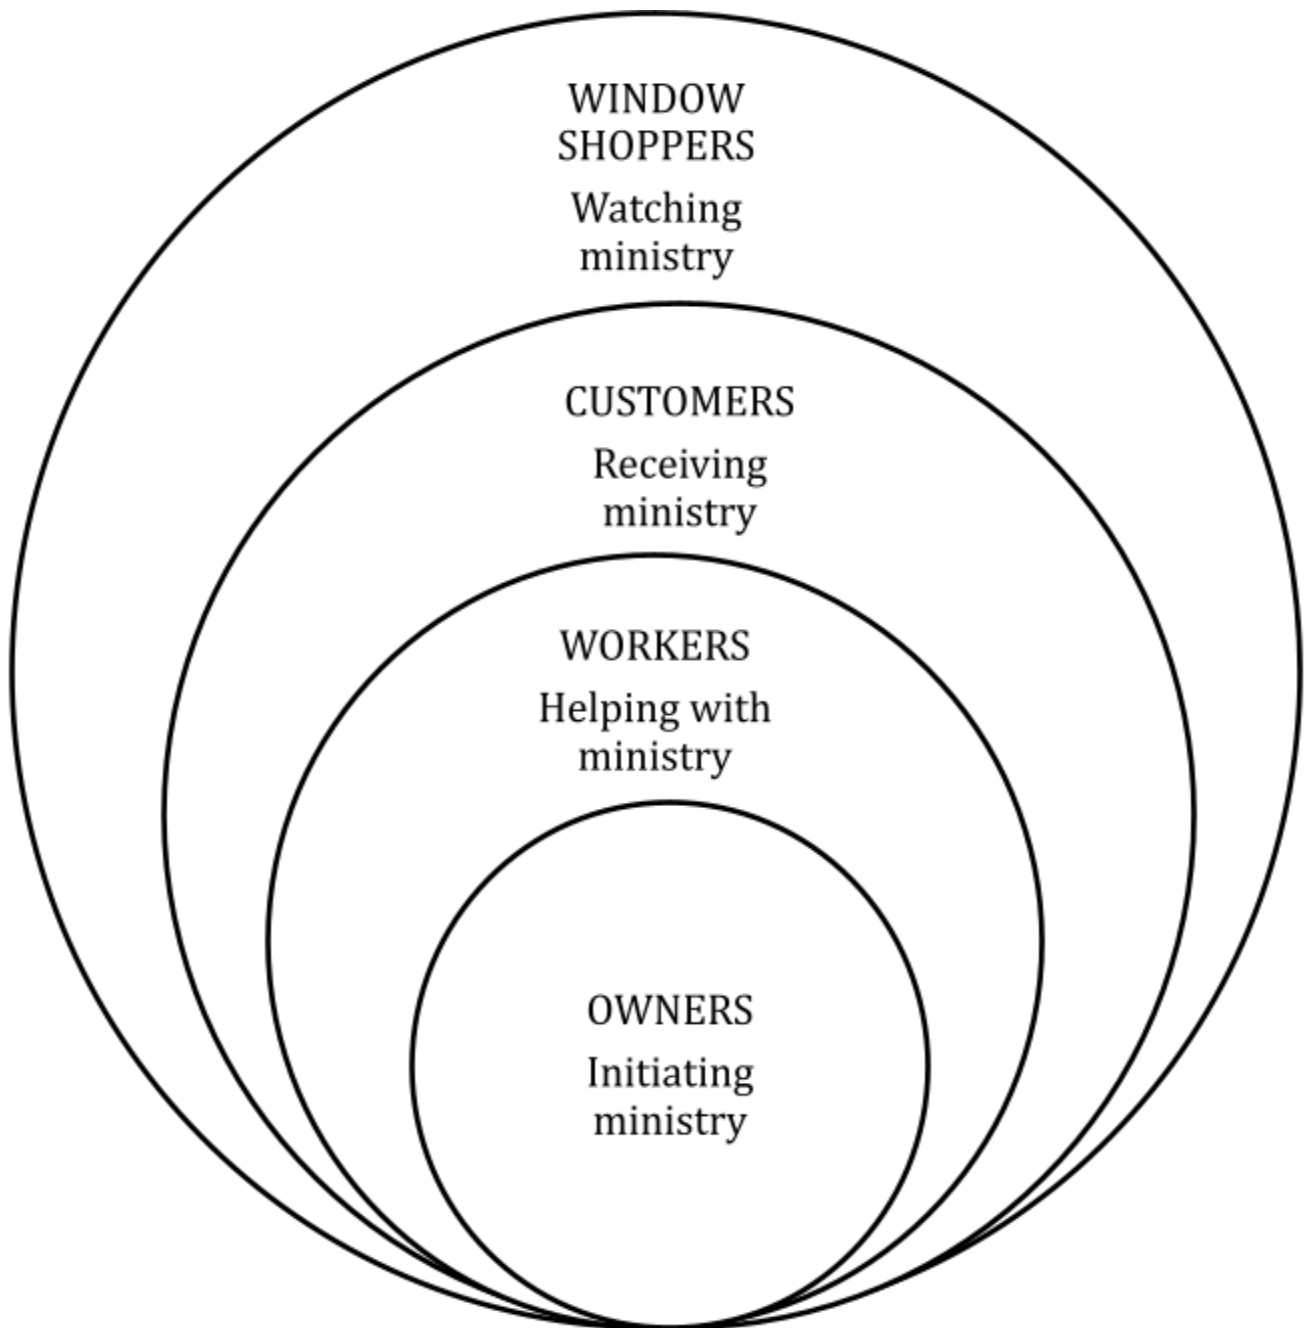 WINDOW
SHOPPERS
Watching
ministry
CUSTOMERS
Receiving
ministry
WORKERS
Helping with
ministry
OWNERS
Initiating
ministry